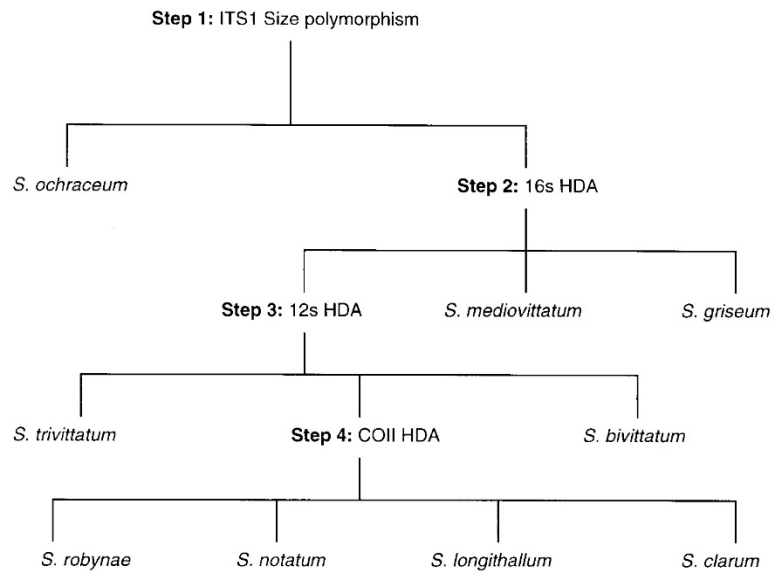 Step 1: ITS1 Size polymorphism
S. ochraceum
Step 2: 16s HDA
Step 3: 12s HDA
S. mediovittatum
S. griseum
S. trivittatum
Step 4: COII HDA
S. bivittatum
S. robynae
S. notatum
S. longithallum
S. clarum